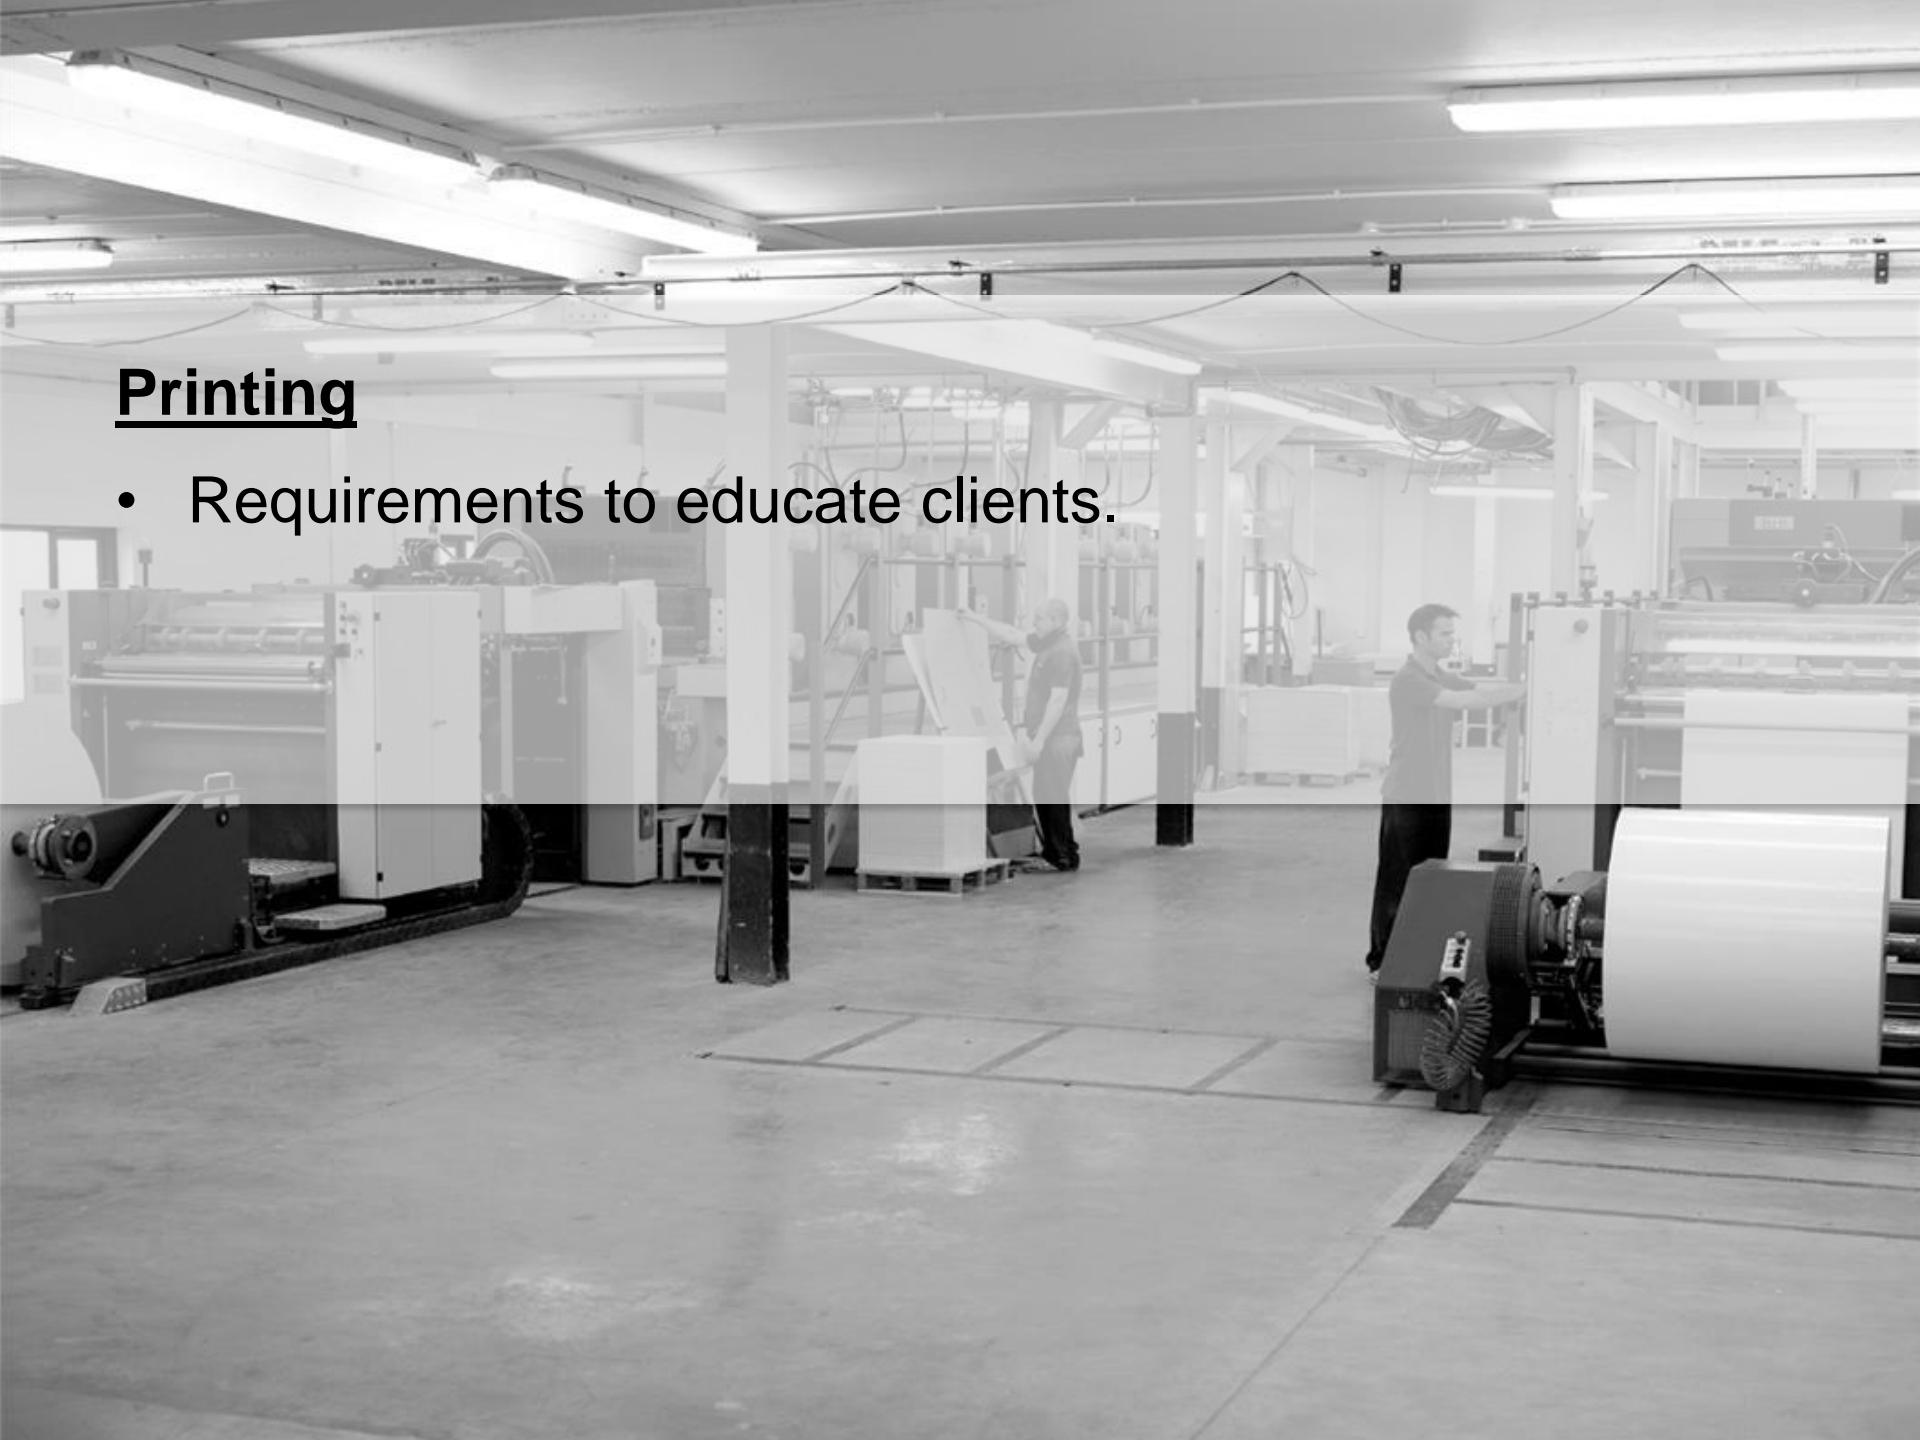 Printing
• Requirements to educate clients.